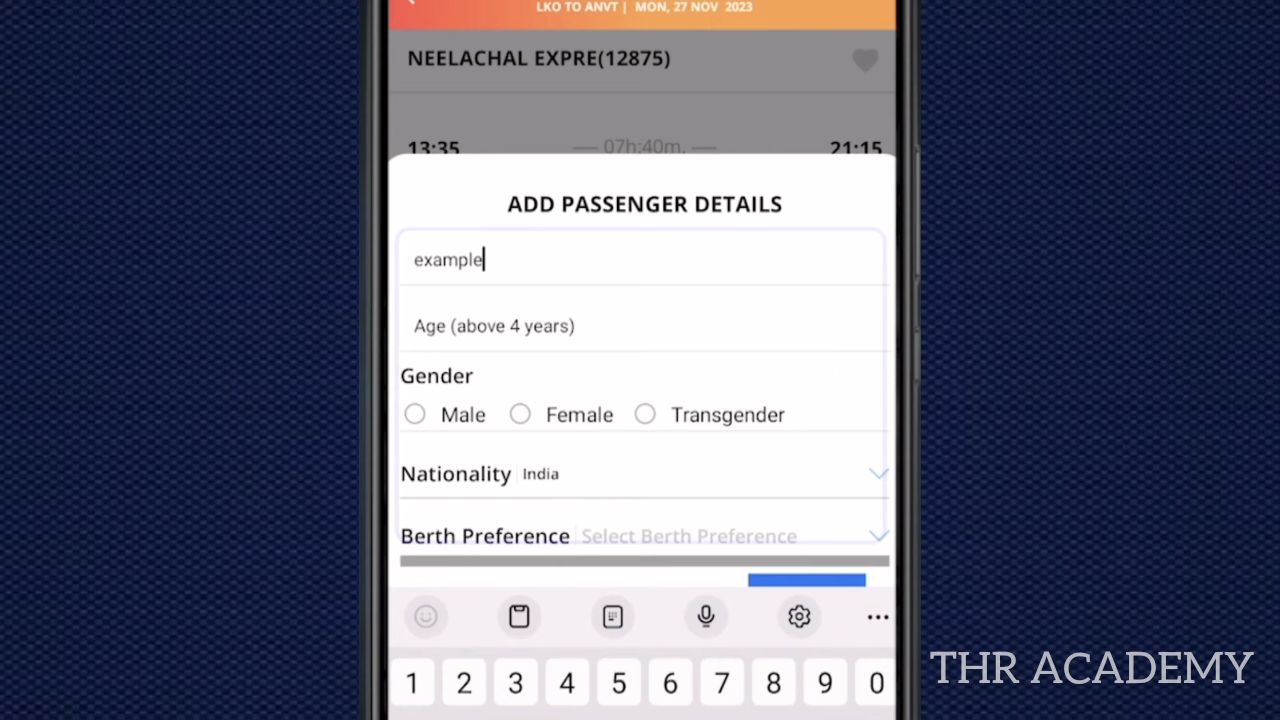 LKO TO ANVT | MON, 27 NOV 2023
NEELACHAL EXPRE(12875)
13:35 — 07h:40m. — 21:15
ADD PASSENGER DETAILS
example
Age (above 4 years)
Gender
Male Female Transgender
Nationality India
Berth Preference Select Berth Preference
1 2 3 4 5 6 7 8 9 0
THR ACADEMY